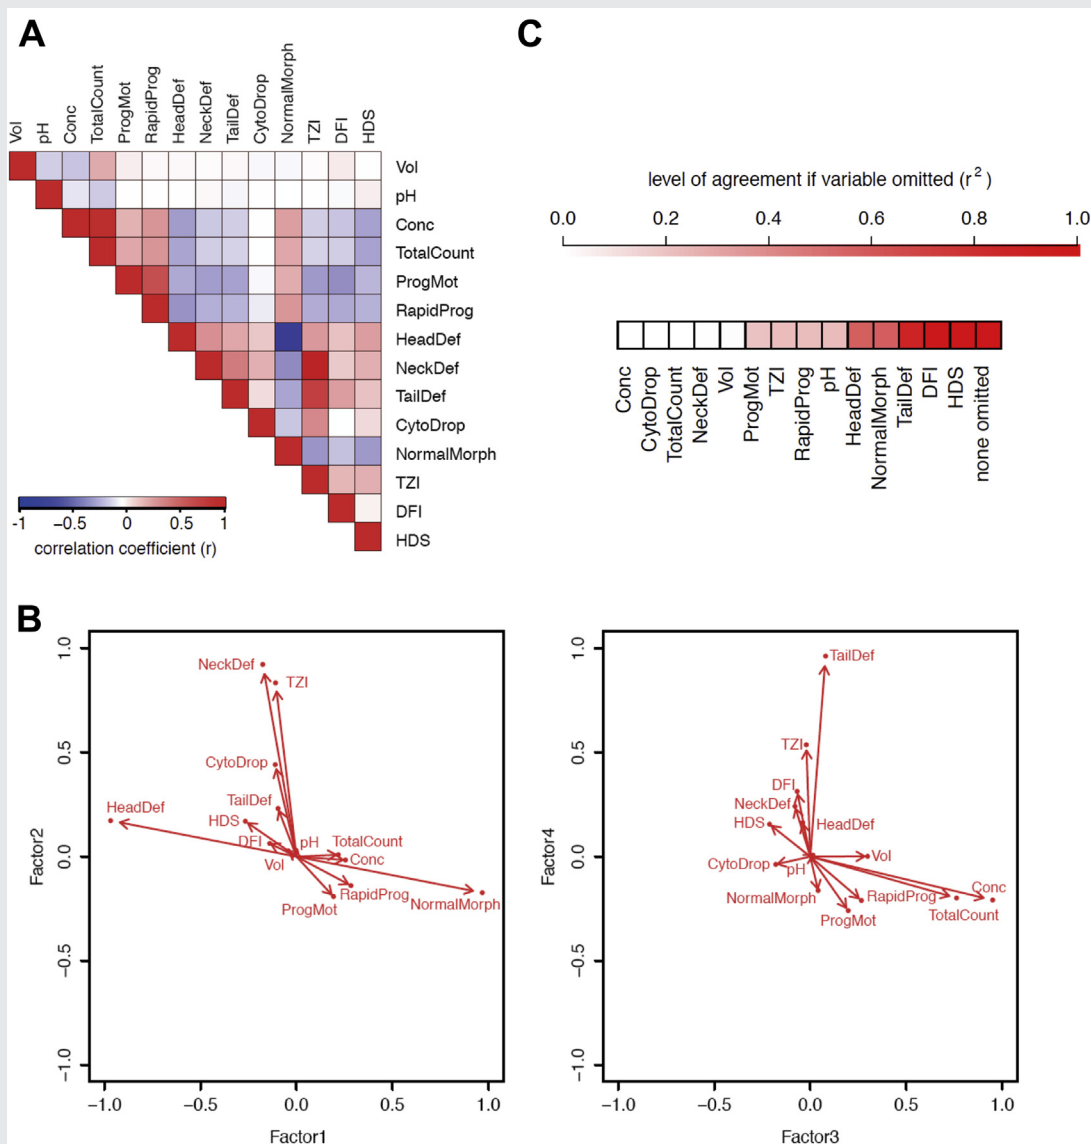 A
Vol
pH
Conc
TotalCount
ProgMot
RapidProg
HeadDef
NeckDef
TailDef
CytoDrop
NormalMorph
TZI
DFI
HDS
Vol
pH
Conc
TotalCount
ProgMot
RapidProg
HeadDef
NeckDef
TailDef
CytoDrop
NormalMorph
TZI
DFI
HDS
-1 −0.5 0 0.5 1
correlation coefficient (r)
C
level of agreement if variable omitted (r²)
0.0 0.2 0.4 0.6 0.8 1.0
Conc
CytoDrop
TotalCount
NeckDef
Vol
ProgMot
TZI
RapidProg
pH
HeadDef
NormalMorph
TailDef
DFI
HDS
none omitted
B
Factor2
1.0
0.5
0.0
−0.5
−1.0
NeckDef
TZI
CytoDrop
TailDef
HeadDef
HDS
DFI
pH
TotalCount
Vol
Conc
RapidProg
ProgMot
NormalMorph
−1.0 −0.5 0.0 0.5 1.0
Factor1
Factor4
1.0
0.5
0.0
−0.5
−1.0
TailDef
TZI
DFI
NeckDef
HDS
HeadDef
Vol
CytoDrop
pH
NormalMorph
RapidProg
Conc
ProgMot
TotalCount
−1.0 −0.5 0.0 0.5 1.0
Factor3